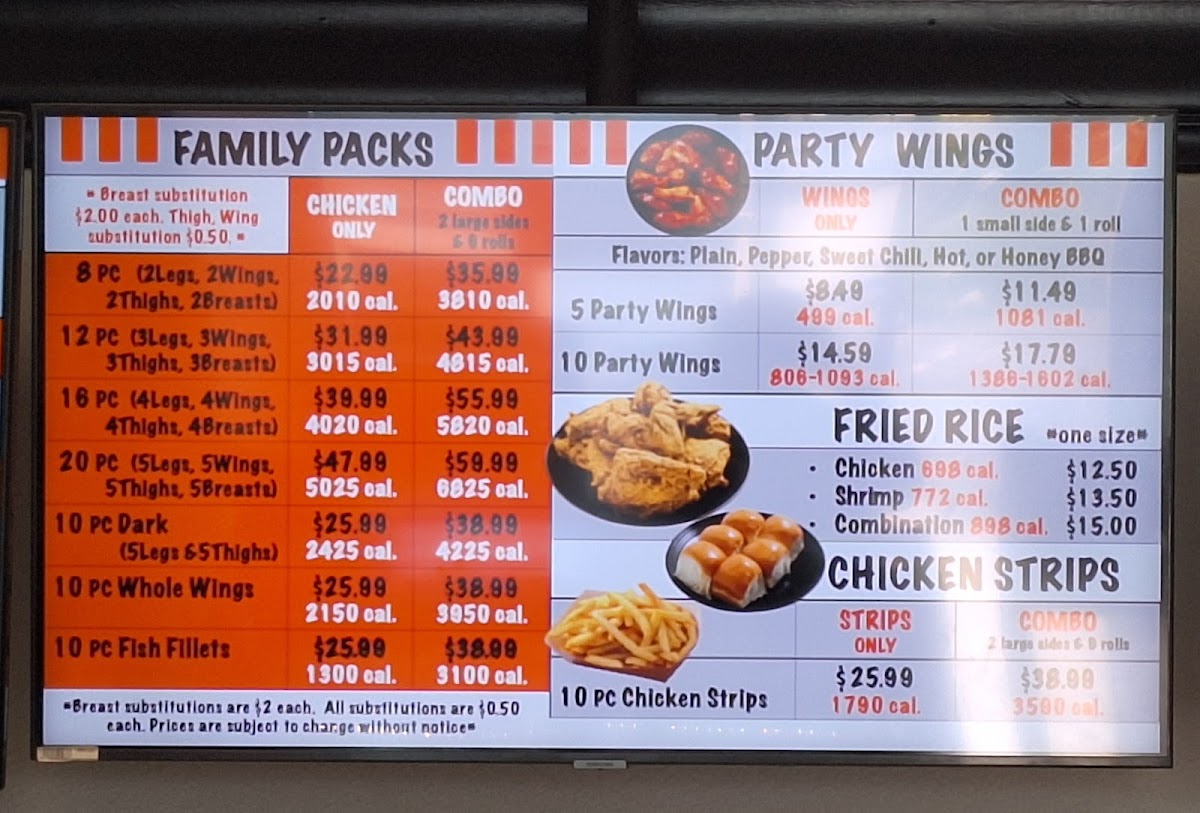 FAMILY PACKS
* Breast substitution
$2.00 each. Thigh, Wing
substitution $0.50. *
CHICKEN
ONLY
COMBO
2 large sides
& 6 rolls
8 PC (2Legs, 2Wings,
2Thighs, 2Breasts)
$22.99
2010 cal.
$35.99
3810 cal.
12 PC (3Legs, 3Wings,
3Thighs, 3Breasts)
$31.99
3015 cal.
$43.99
4815 cal.
16 PC (4Legs, 4Wings,
4Thighs, 4Breasts)
$39.99
4020 cal.
$55.99
5820 cal.
20 PC (5Legs, 5Wings,
5Thighs, 5Breasts)
$47.99
5025 cal.
$59.99
6825 cal.
10 PC Dark
(5Legs &5Thighs)
$25.99
2425 cal.
$38.99
4225 cal.
10 PC Whole Wings
$25.99
2150 cal.
$38.99
3950 cal.
10 PC Fish Fillets
$25.99
1300 cal.
$38.99
3100 cal.
*Breast substitutions are $2 each. All substitutions are $0.50
each. Prices are subject to change without notice*
PARTY WINGS
WINGS
ONLY
COMBO
1 small side & 1 roll
Flavors: Plain, Pepper, Sweet Chili, Hot, or Honey BBQ
5 Party Wings
$8.49
499 cal.
$11.49
1081 cal.
10 Party Wings
$14.59
806-1093 cal.
$17.79
1386-1602 cal.
FRIED RICE *one size*
• Chicken 698 cal. $12.50
• Shrimp 772 cal. $13.50
• Combination 898 cal. $15.00
CHICKEN STRIPS
STRIPS
ONLY
COMBO
2 large sides & 6 rolls
10 PC Chicken Strips
$25.99
1790 cal.
$38.99
3590 cal.